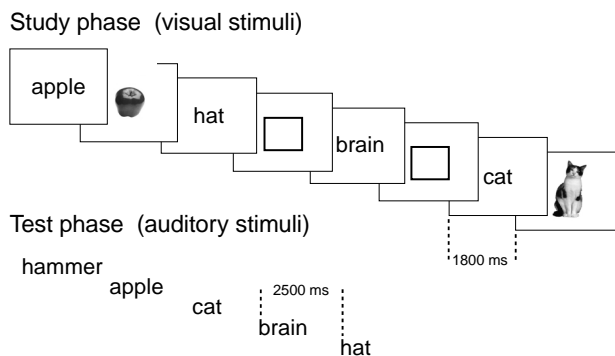 Study phase (visual stimuli)
apple
hat
brain
cat
Test phase (auditory stimuli)
1800 ms
hammer
apple
2500 ms
cat
brain
hat